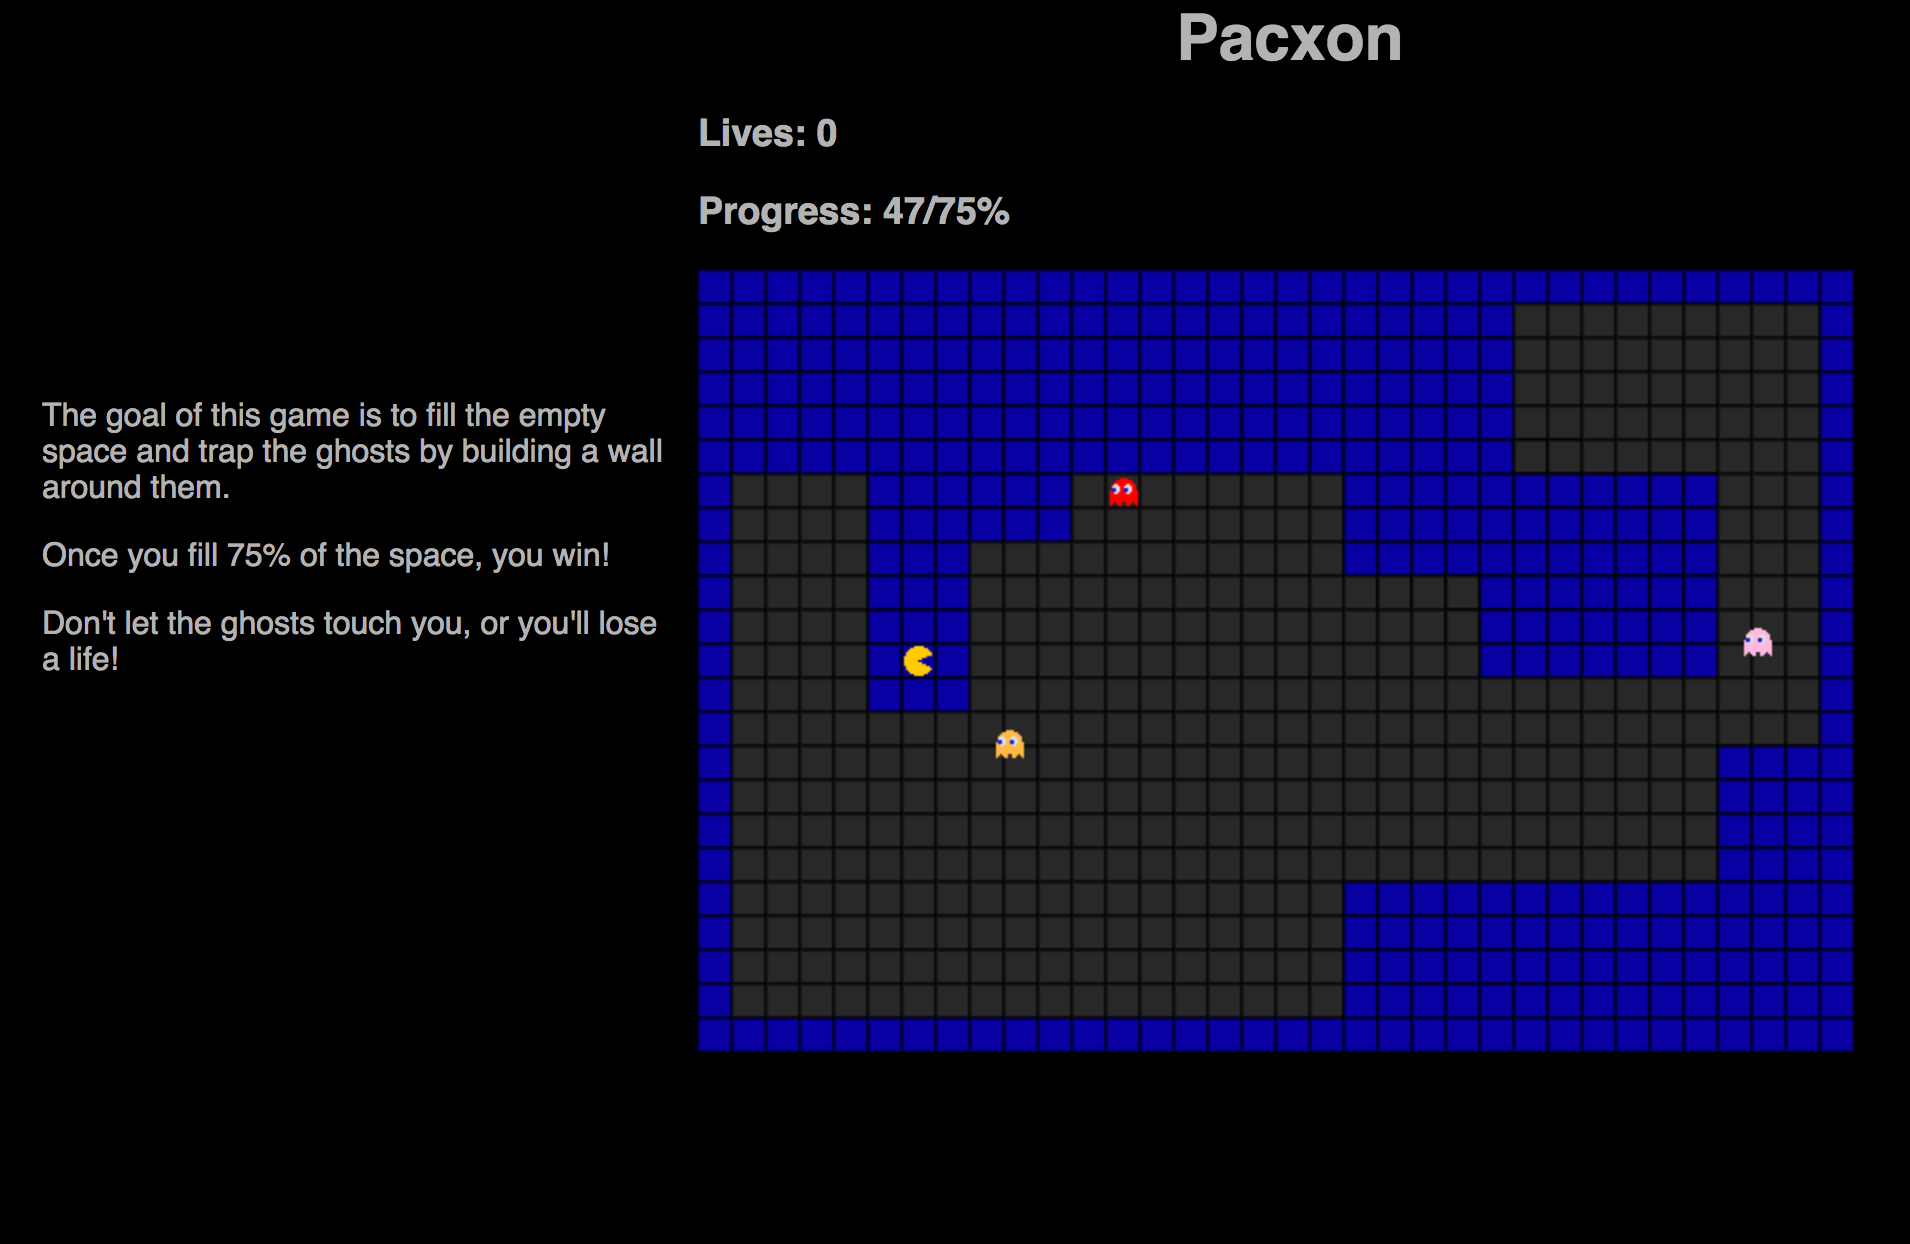 Pacxon
Lives: 0
Progress: 47/75%
The goal of this game is to fill the empty
space and trap the ghosts by building a wall
around them.
Once you fill 75% of the space, you win!
Don't let the ghosts touch you, or you'll lose
a life!